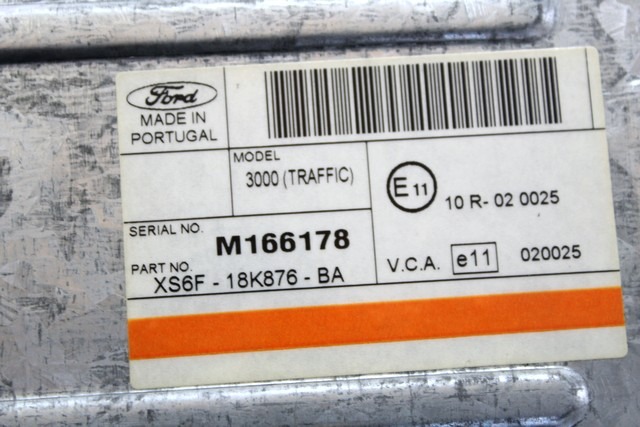 Ford
MADE IN
PORTUGAL
MODEL
3000 (TRAFFIC)
E 11
10 R- 02 0025
SERIAL NO.
M166178
PART NO.
XS6F - 18K876 - BA
V.C.A. e11 020025